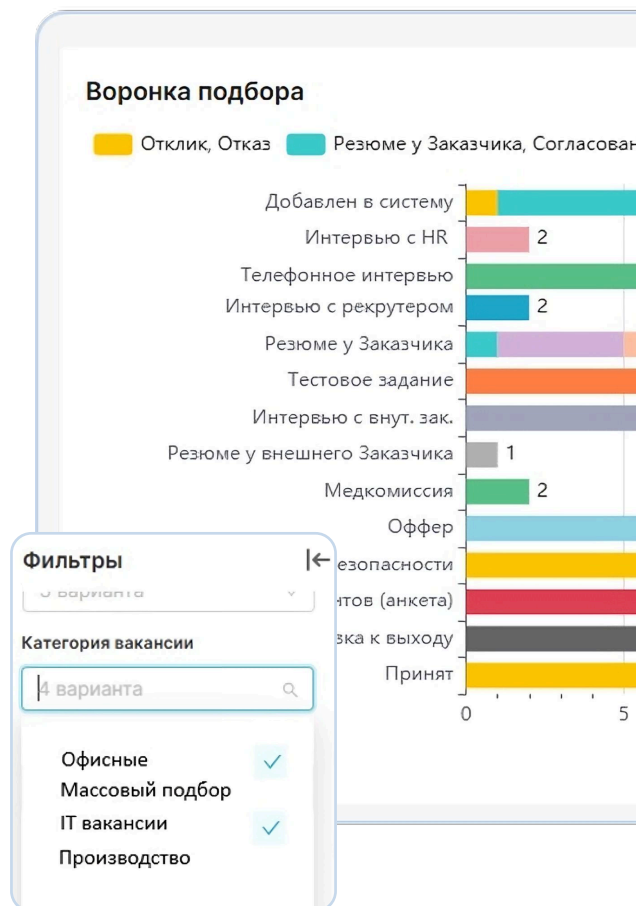 Воронка подбора
Отклик, Отказ
Резюме у Заказчика, Согласован
Добавлен в систему
Интервью с HR 2
Телефонное интервью
Интервью с рекрутером 2
Резюме у Заказчика
Тестовое задание
Интервью с внут. зак.
Резюме у внешнего Заказчика 1
Медкомиссия 2
Оффер
езопасности
нтов (анкета)
вка к выходу
Принят
0 5
Фильтры
варианта
Категория вакансии
4 варианта
Офисные
Массовый подбор
IT вакансии
Производство